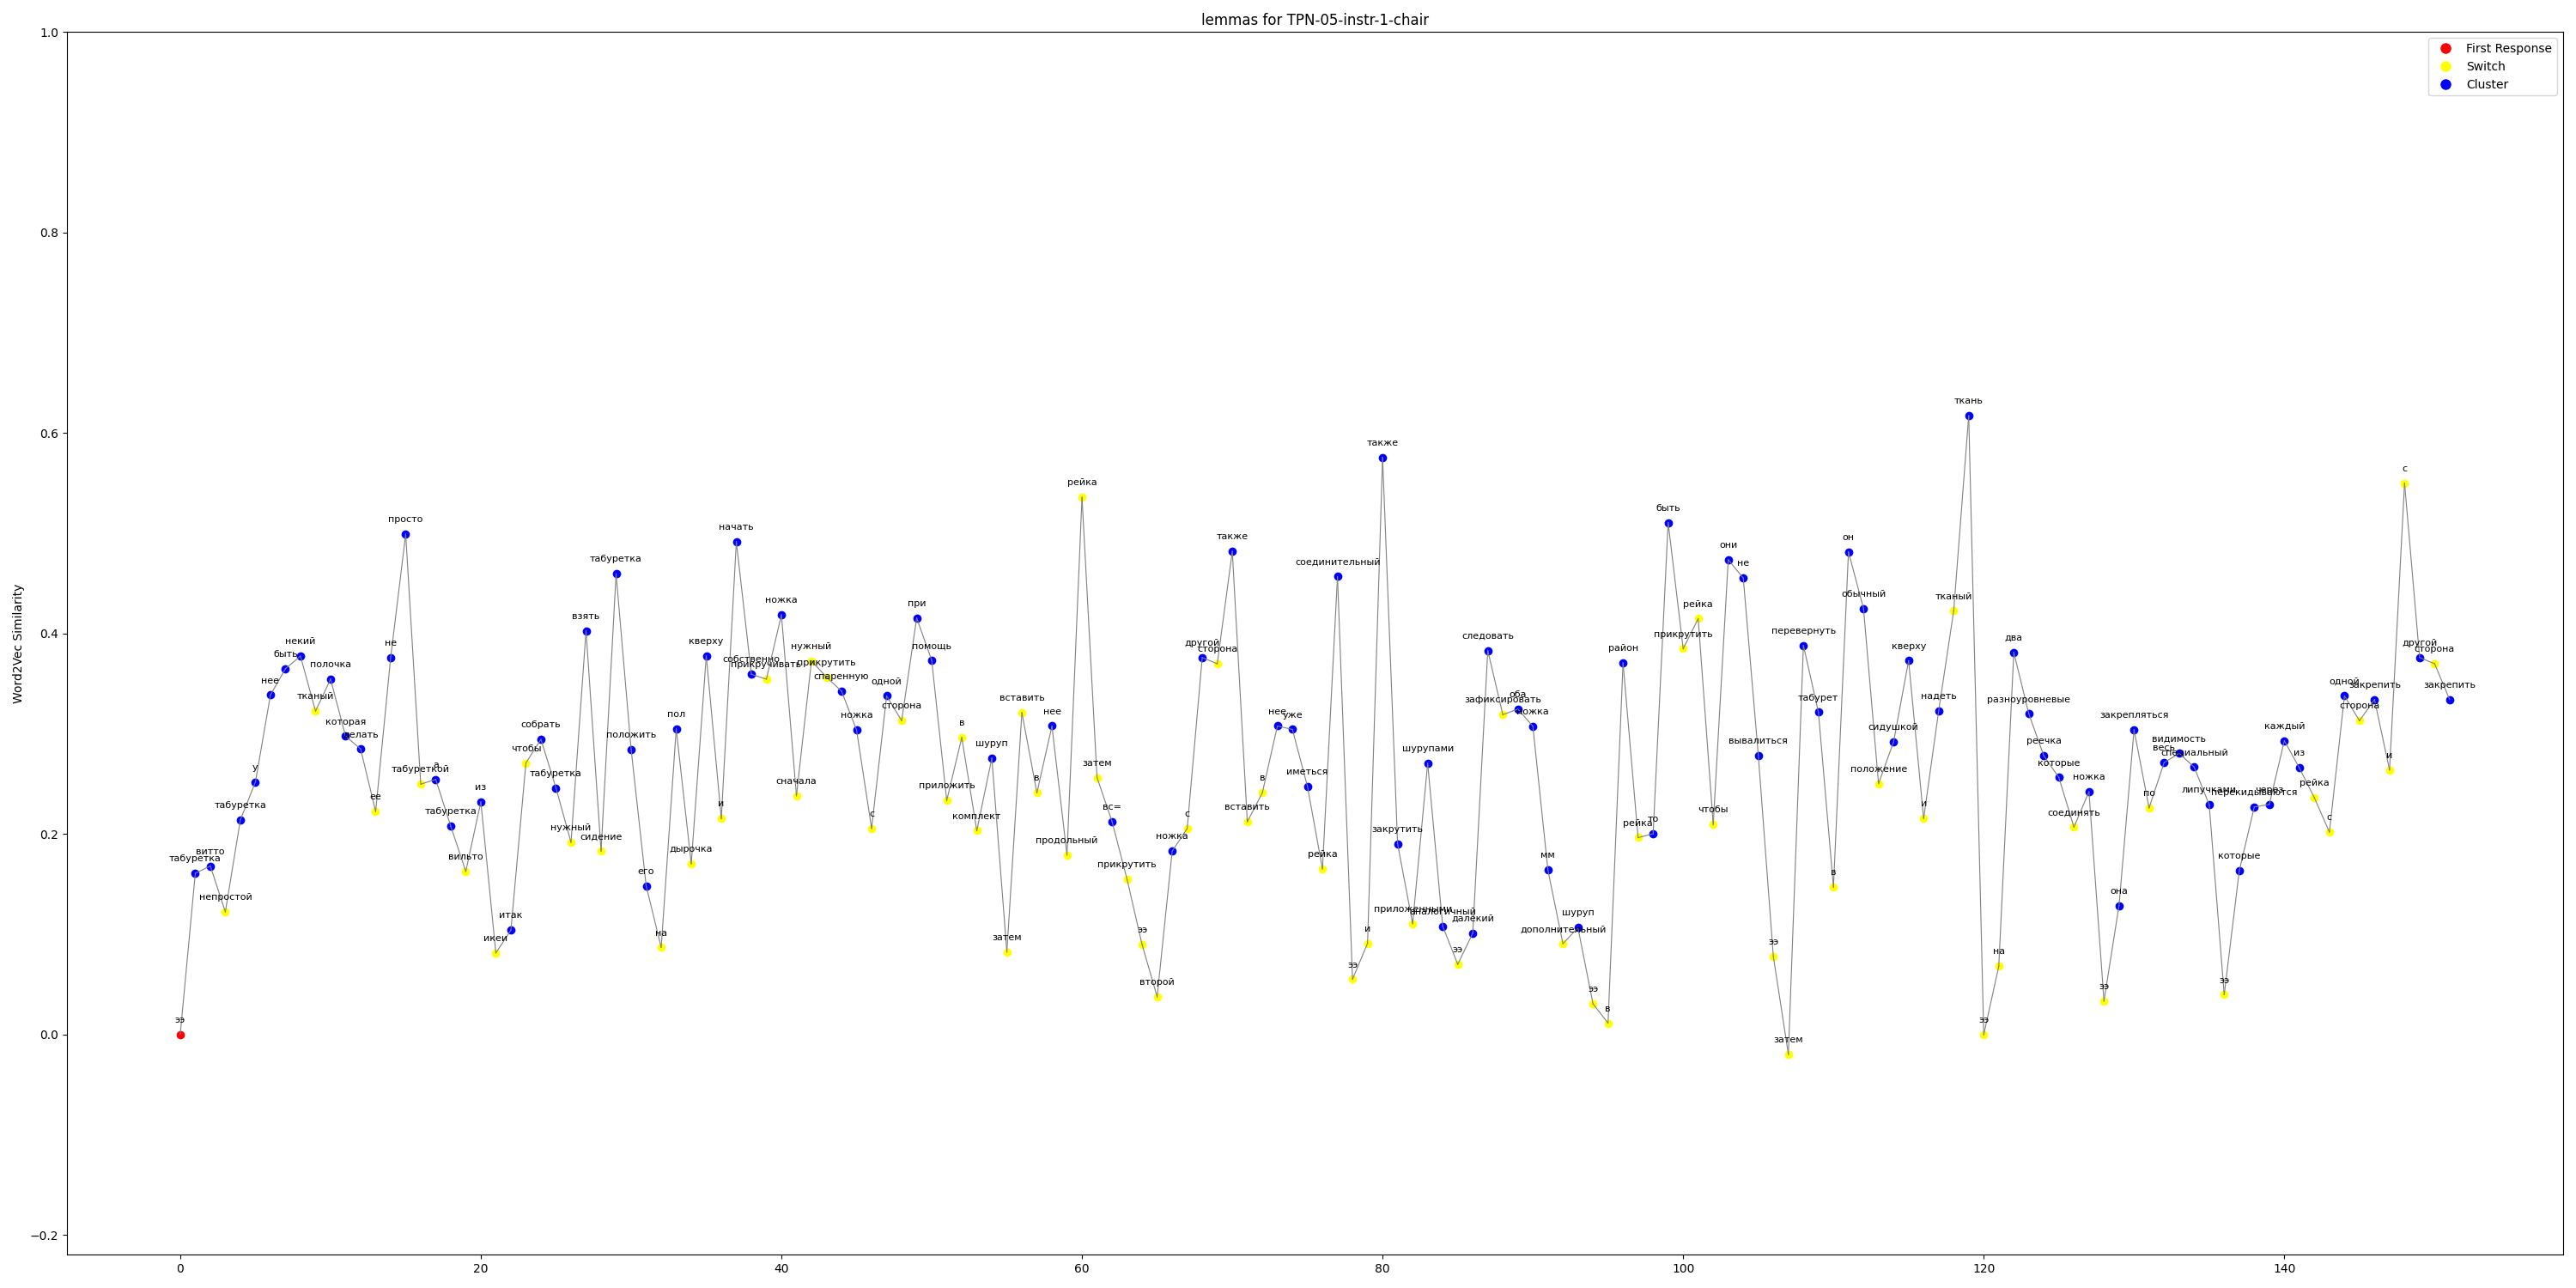 lemmas for TPN-05-instr-1-chair
First Response
Switch
Cluster
Word2Vec Similarity
1.0
0.8
0.6
0.4
0.2
0.0
−0.2
0
20
40
60
80
100
120
140
ээ
табуретка
витто
непростой
табуретка
у
нее
быть
некий
тканый
полочка
которая
делать
ее
не
просто
табуреткой
а
табуретка
вильто
из
икеи
итак
чтобы
собрать
табуретка
нужный
взять
сидение
табуретка
положить
его
на
пол
дырочка
кверху
и
начать
собственно
прикручивать
ножка
сначала
нужный
прикрутить
спаренную
ножка
с
одной
сторона
при
помощь
приложить
в
комплект
шуруп
затем
вставить
в
нее
продольный
рейка
затем
вс=
прикрутить
ээ
второй
ножка
с
другой
сторона
также
вставить
в
нее
уже
иметься
рейка
соединительный
ээ
и
также
закрутить
приложенными
шурупами
аналогичный
ээ
далекий
следовать
зафиксировать
оба
ножка
мм
дополнительный
шуруп
ээ
в
район
рейка
то
быть
прикрутить
рейка
чтобы
они
не
вывалиться
ээ
затем
перевернуть
табурет
в
он
обычный
положение
сидушкой
кверху
и
надеть
тканый
ткань
ээ
на
два
разноуровневые
реечка
которые
соединять
ножка
ээ
она
закрепляться
по
весь
видимость
специальный
липучками
ээ
которые
перекидываются
через
каждый
из
рейка
с
одной
сторона
закрепить
и
с
другой
сторона
закрепить